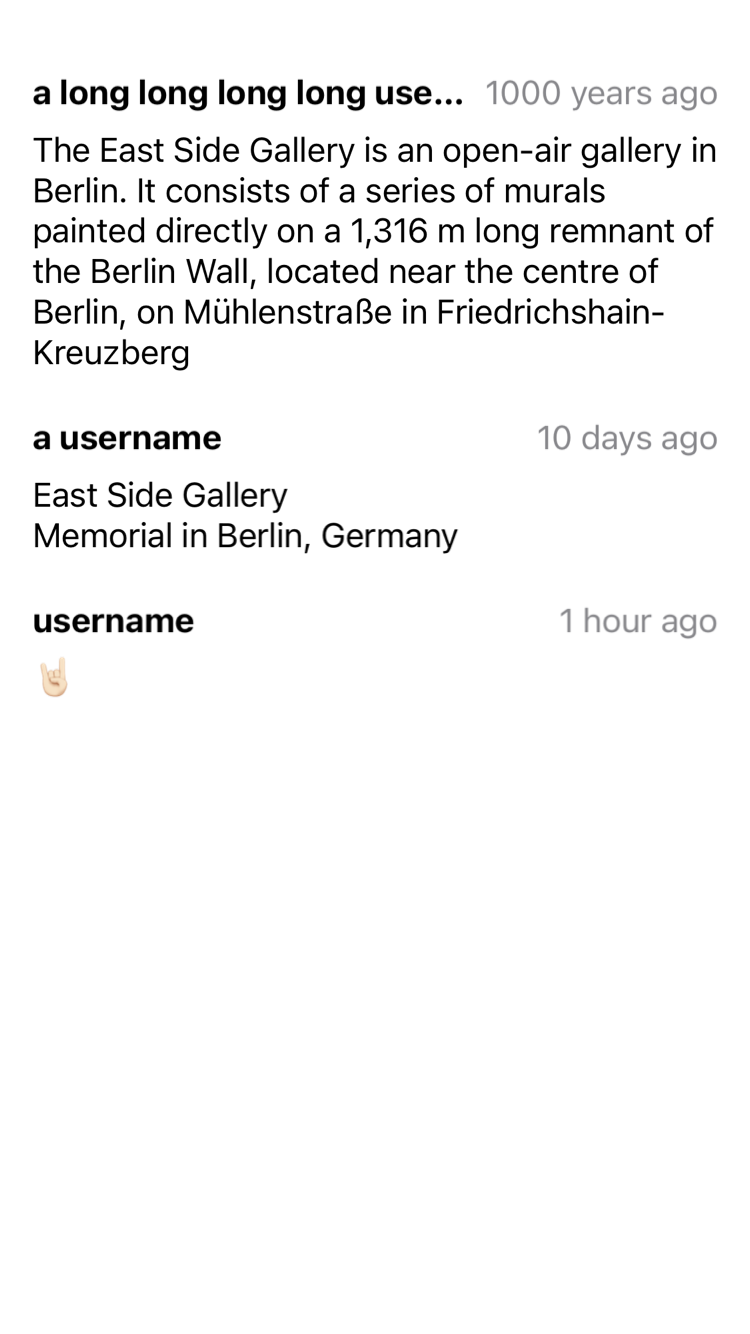 a long long long long use... 1000 years ago
The East Side Gallery is an open-air gallery in
Berlin. It consists of a series of murals
painted directly on a 1,316 m long remnant of
the Berlin Wall, located near the centre of
Berlin, on Mühlenstraße in Friedrichshain-
Kreuzberg
a username 10 days ago
East Side Gallery
Memorial in Berlin, Germany
username 1 hour ago
🤘🏻